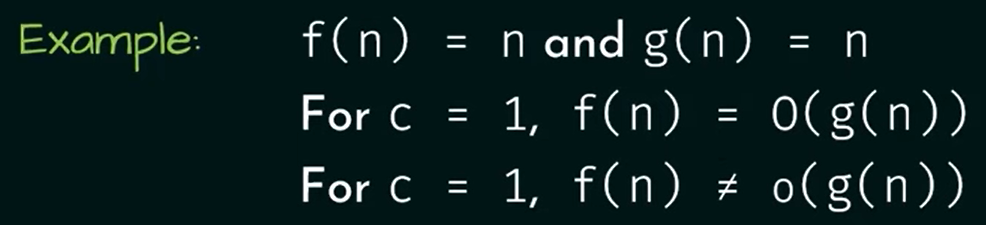 Example: f(n) = n and g(n) = n
For c = 1, f(n) = O(g(n))
For c = 1, f(n) ≠ o(g(n))